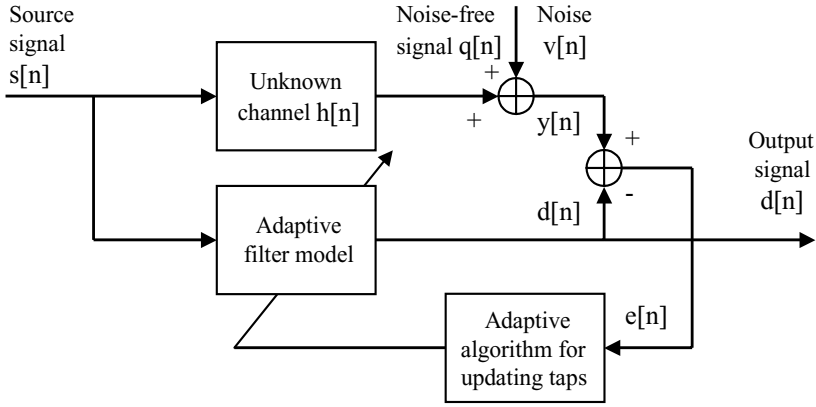 Source
signal
s[n]
Noise-free
signal q[n]
Noise
v[n]
Unknown
channel h[n]
+
+
y[n]
+
-
Output
signal
d[n]
Adaptive
filter model
d[n]
Adaptive
algorithm for
updating taps
e[n]